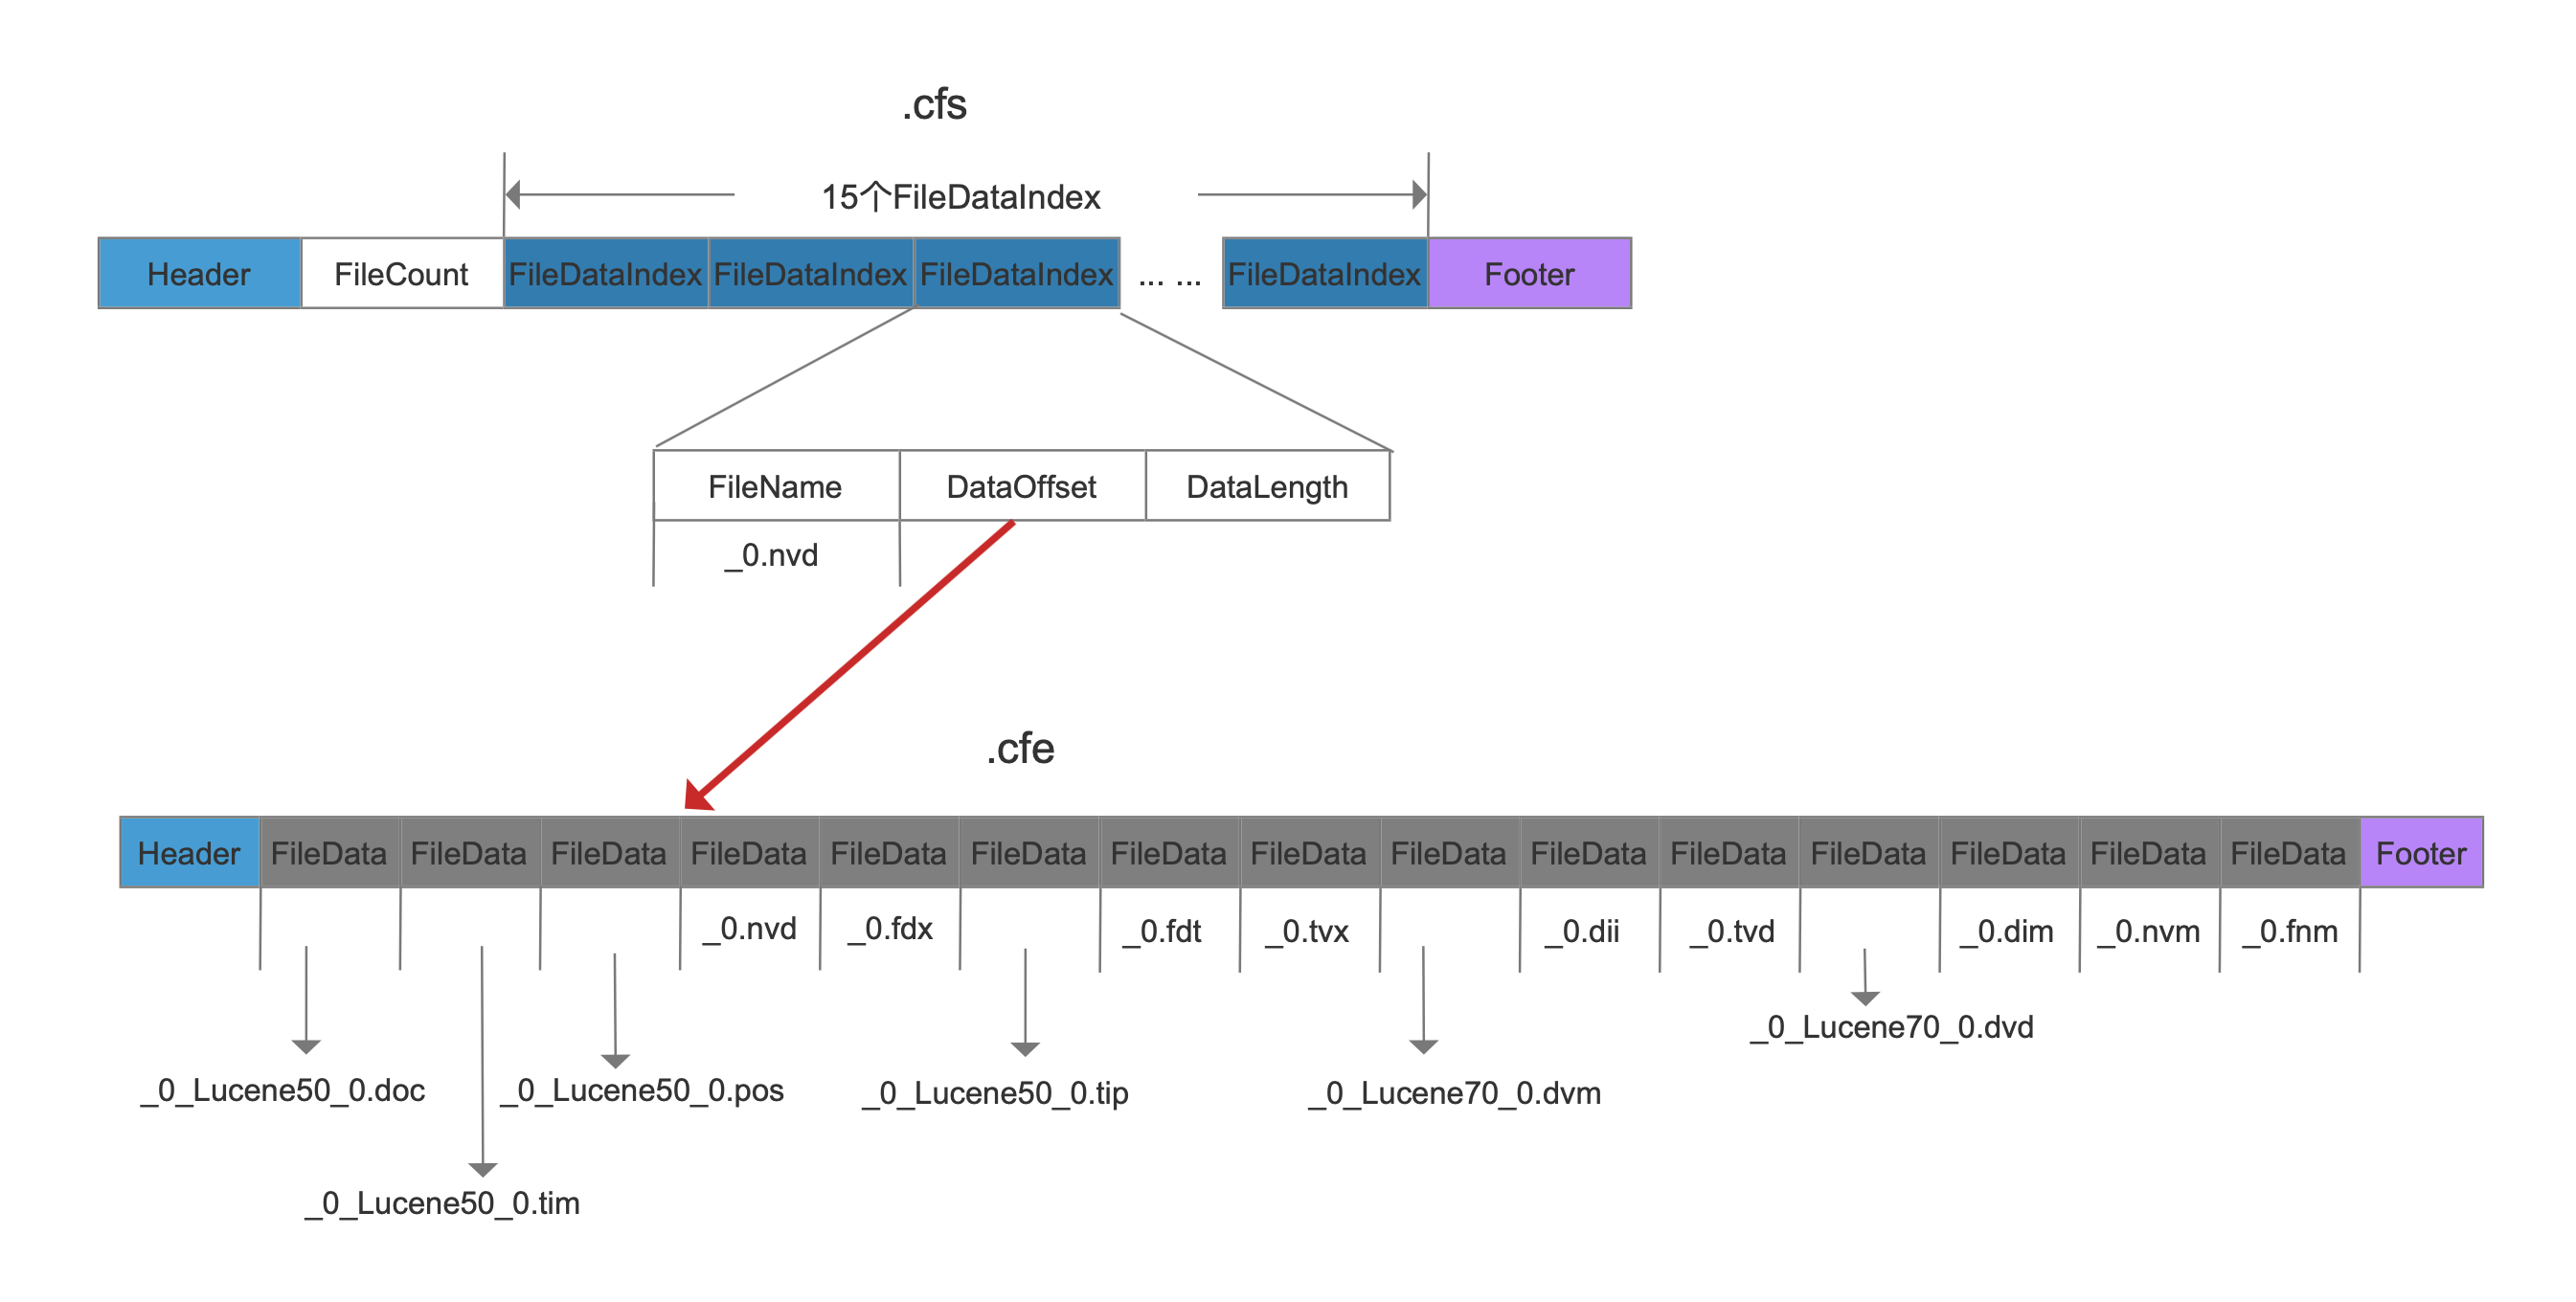 .cfs
15个FileDataIndex
Header FileCount FileDataIndex FileDataIndex FileDataIndex ... ... FileDataIndex Footer
FileName DataOffset DataLength
_0.nvd
.cfe
Header FileData FileData FileData FileData FileData FileData FileData FileData FileData FileData FileData FileData FileData FileData FileData Footer
_0.nvd _0.fdx _0.fdt _0.tvx _0.dii _0.tvd _0.dim _0.nvm _0.fnm
_0_Lucene70_0.dvd
_0_Lucene50_0.doc _0_Lucene50_0.pos _0_Lucene50_0.tip _0_Lucene70_0.dvm
_0_Lucene50_0.tim